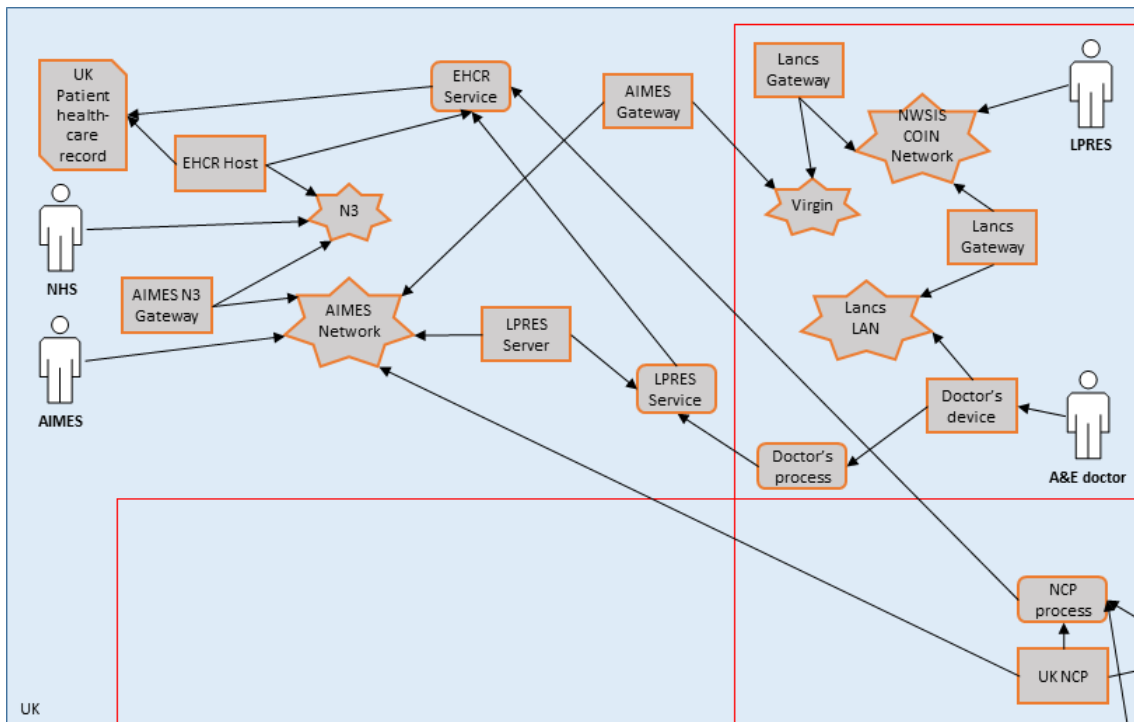 UK
Patient
health-
care
record
EHCR
Service
AIMES
Gateway
Lancs
Gateway
NWSIS
COIN
Network
LPRES
EHCR Host
NHS
N3
Virgin
Lancs
Gateway
AIMES N3
Gateway
AIMES
Network
LPRES
Server
Lancs
LAN
AIMES
LPRES
Service
Doctor's
device
A&E doctor
Doctor's
process
NCP
process
UK NCP
UK